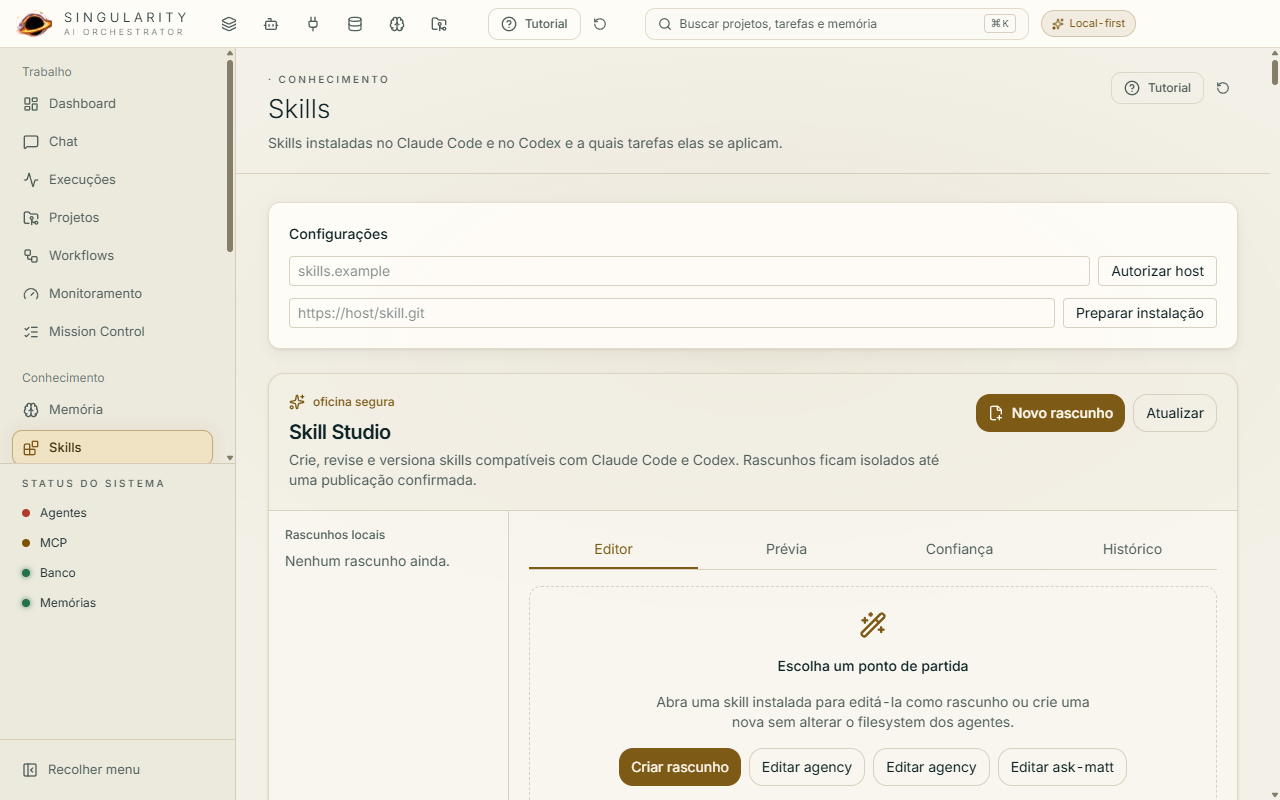 SINGULARITY
AI ORCHESTRATOR
Tutorial
Buscar projetos, tarefas e memória
⌘K
Local-first
Trabalho
Dashboard
Chat
Execuções
Projetos
Workflows
Monitoramento
Mission Control
Conhecimento
Memória
Skills
STATUS DO SISTEMA
Agentes
MCP
Banco
Memórias
Recolher menu
· CONHECIMENTO
Skills
Skills instaladas no Claude Code e no Codex e a quais tarefas elas se aplicam.
Tutorial
Configurações
skills.example
Autorizar host
https://host/skill.git
Preparar instalação
oficina segura
Skill Studio
Crie, revise e versiona skills compatíveis com Claude Code e Codex. Rascunhos ficam isolados até
uma publicação confirmada.
Novo rascunho
Atualizar
Rascunhos locais
Nenhum rascunho ainda.
Editor
Prévia
Confiança
Histórico
Escolha um ponto de partida
Abra uma skill instalada para editá-la como rascunho ou crie uma
nova sem alterar o filesystem dos agentes.
Criar rascunho
Editar agency
Editar agency
Editar ask-matt